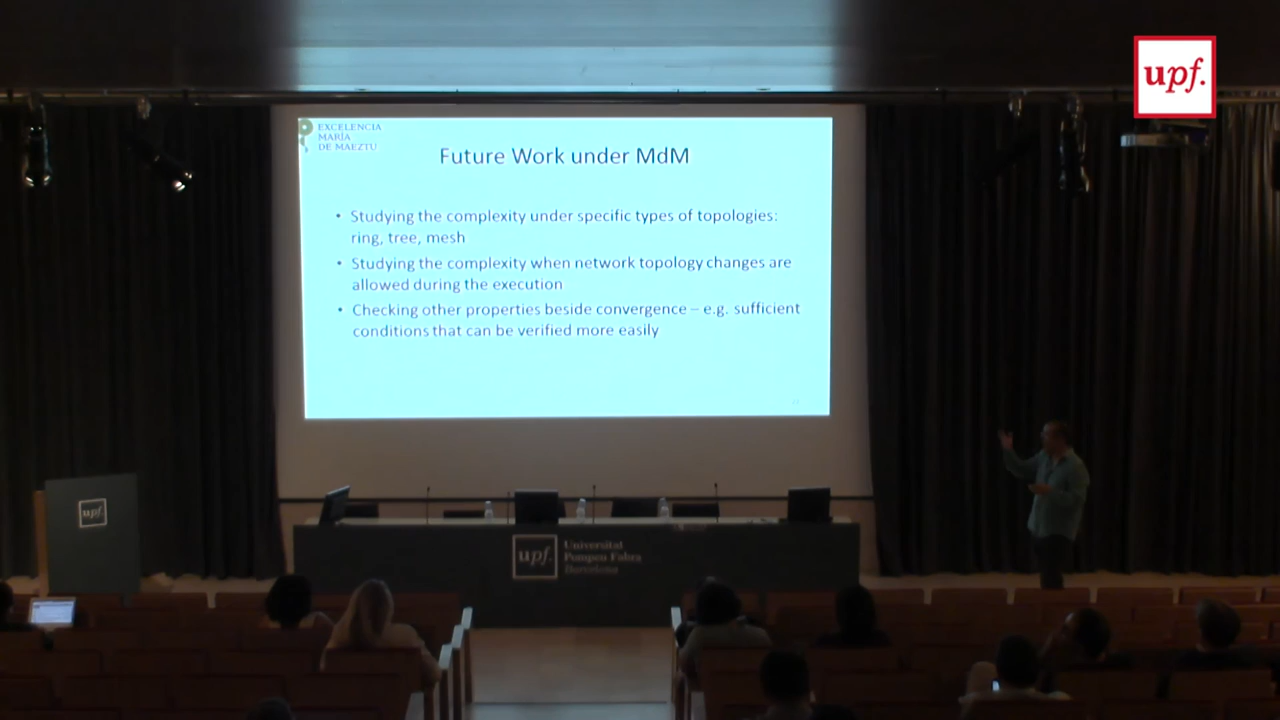 upf.
EXCELENCIA
MARÍA
DE MAEZTU
Future Work under MdM
• Studying the complexity under specific types of topologies:
ring, tree, mesh
• Studying the complexity when network topology changes are
allowed during the execution
• Checking other properties beside convergence – e.g. sufficient
conditions that can be verified more easily
upf.
upf.
Universitat
Pompeu Fabra
Barcelona